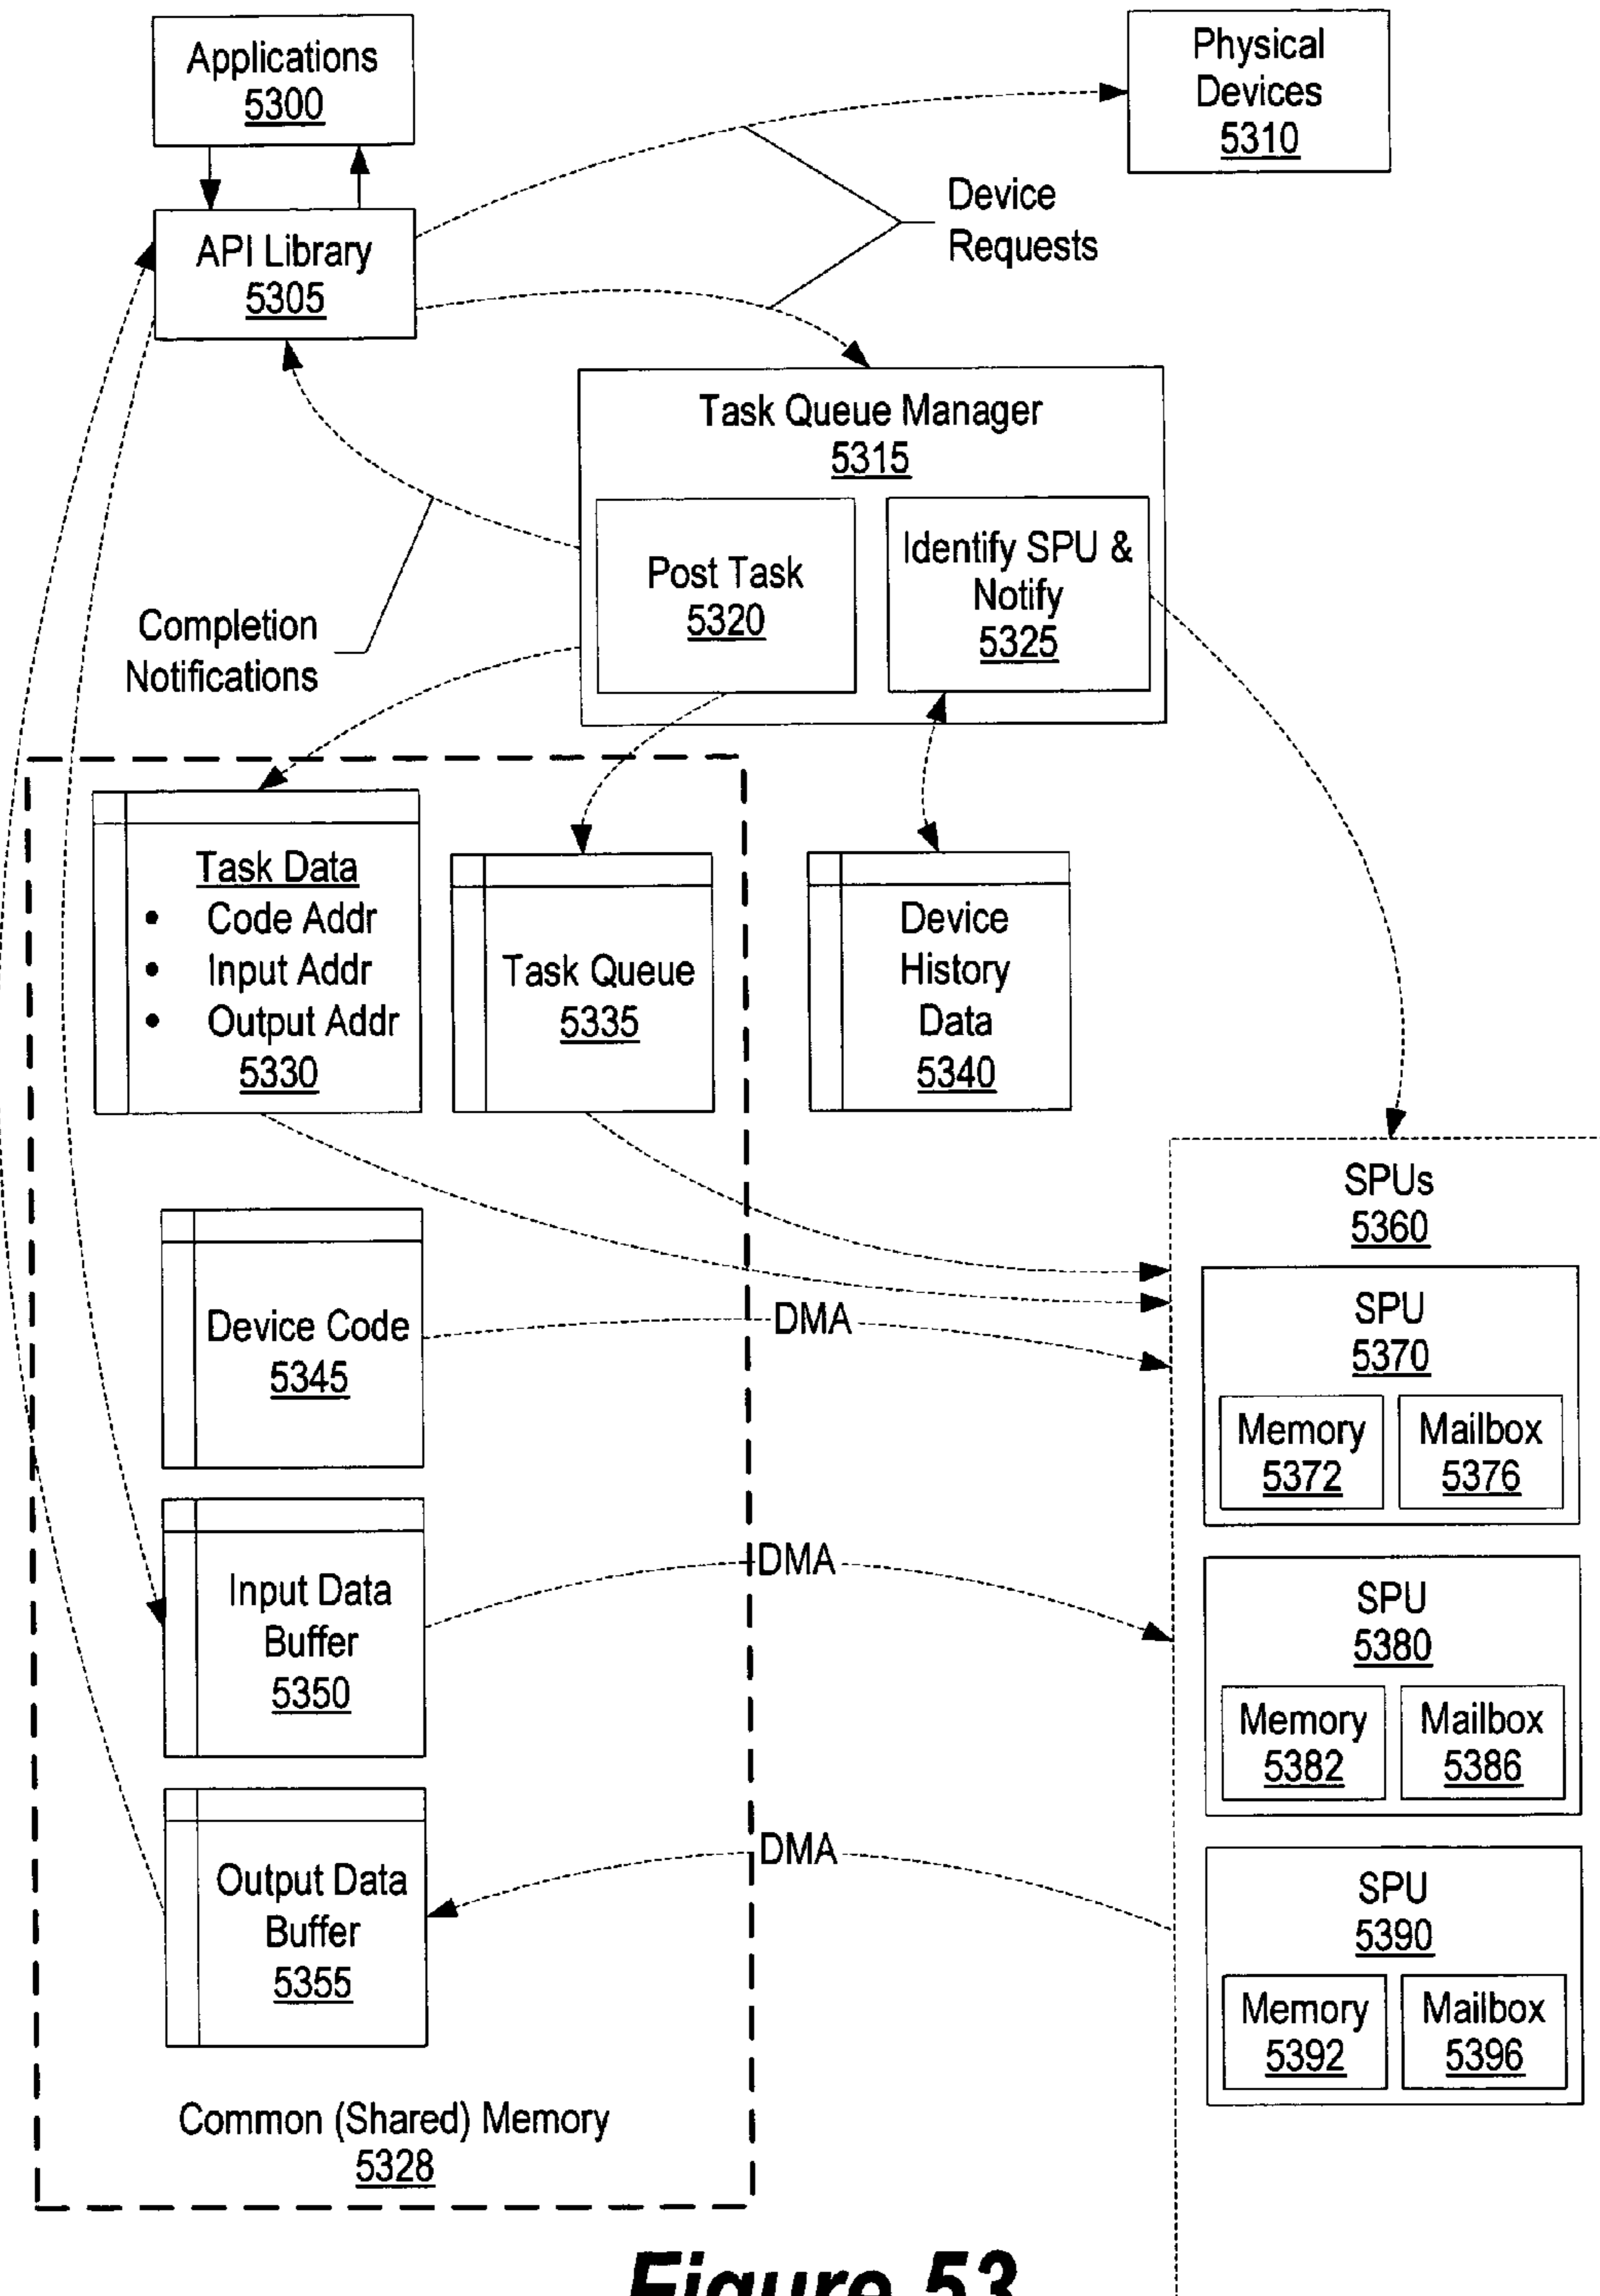 Applications
5300
Physical
Devices
5310
API Library
5305
Device
Requests
Task Queue Manager
5315
Post Task
5320
Identify SPU &
Notify
5325
Completion
Notifications
Task Data
• Code Addr
• Input Addr
• Output Addr
5330
Task Queue
5335
Device
History
Data
5340
SPUs
5360
SPU
5370
Memory
5372
Mailbox
5376
Device Code
5345
DMA
Input Data
Buffer
5350
DMA
SPU
5380
Memory
5382
Mailbox
5386
Output Data
Buffer
5355
DMA
SPU
5390
Memory
5392
Mailbox
5396
Common (Shared) Memory
5328
Figure 53